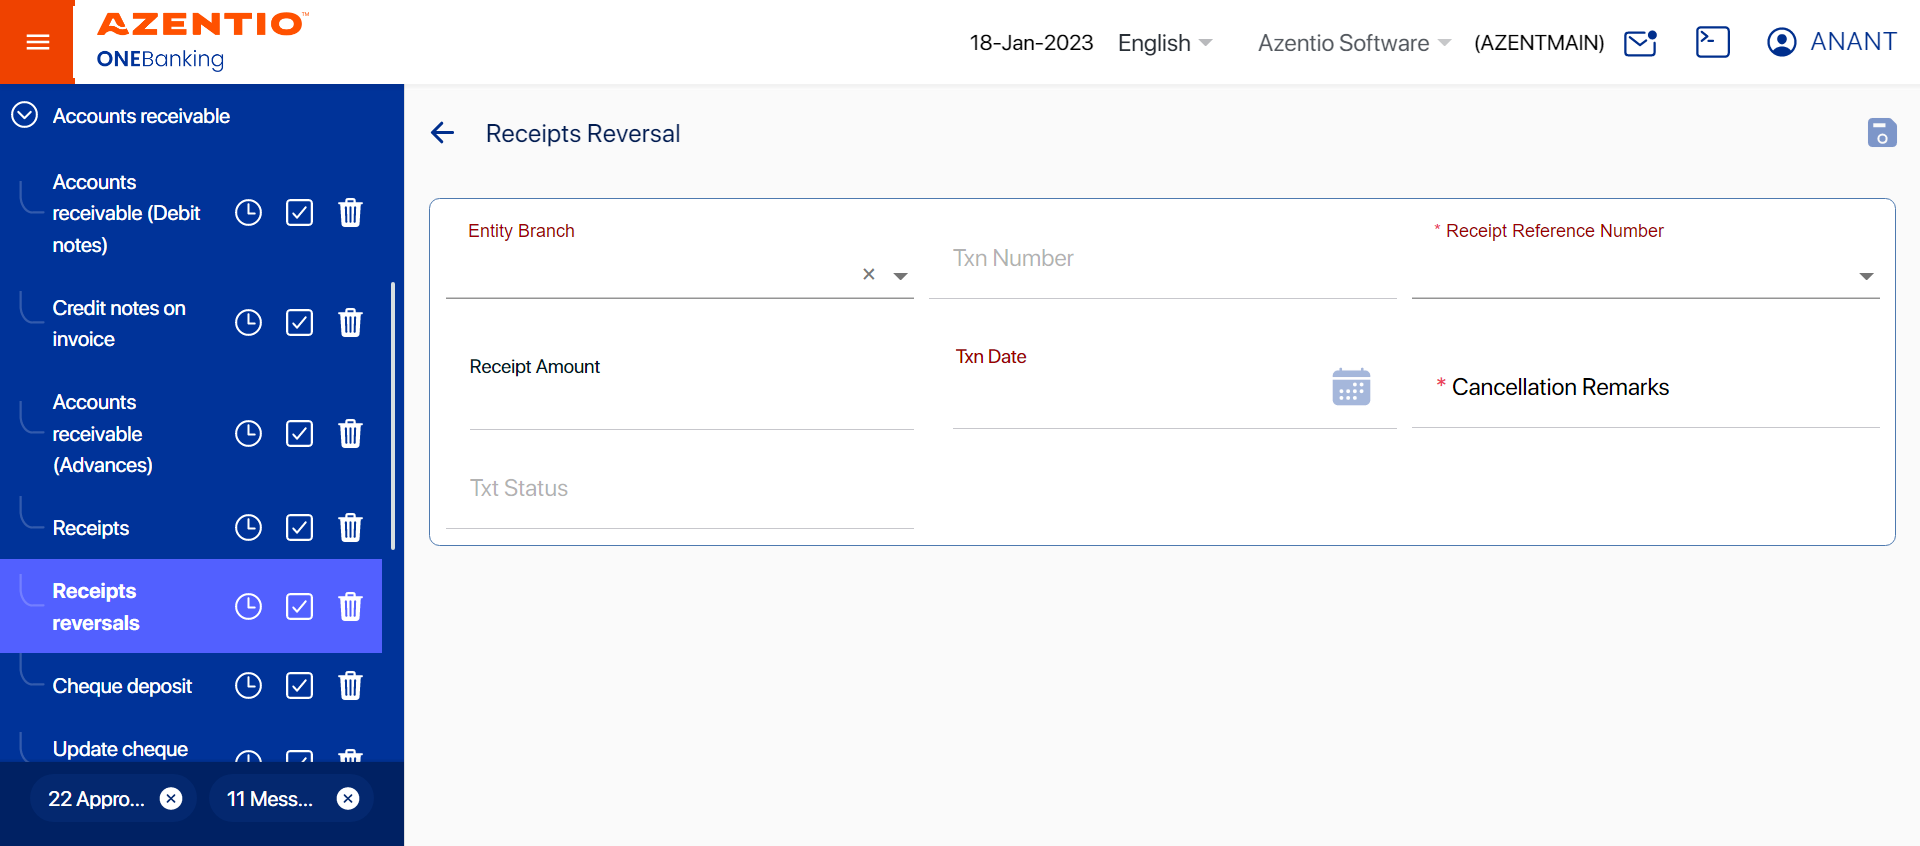 AZENTIO™
ONEBanking
18-Jan-2023 English Azentio Software (AZENTMAIN) ANANT
Accounts receivable
Accounts
receivable (Debit
notes)
Credit notes on
invoice
Accounts
receivable
(Advances)
Receipts
Receipts
reversals
Cheque deposit
Update cheque
22 Appro...
11 Mess...
Receipts Reversal
Entity Branch
Txn Number
* Receipt Reference Number
Receipt Amount
Txn Date
* Cancellation Remarks
Txt Status